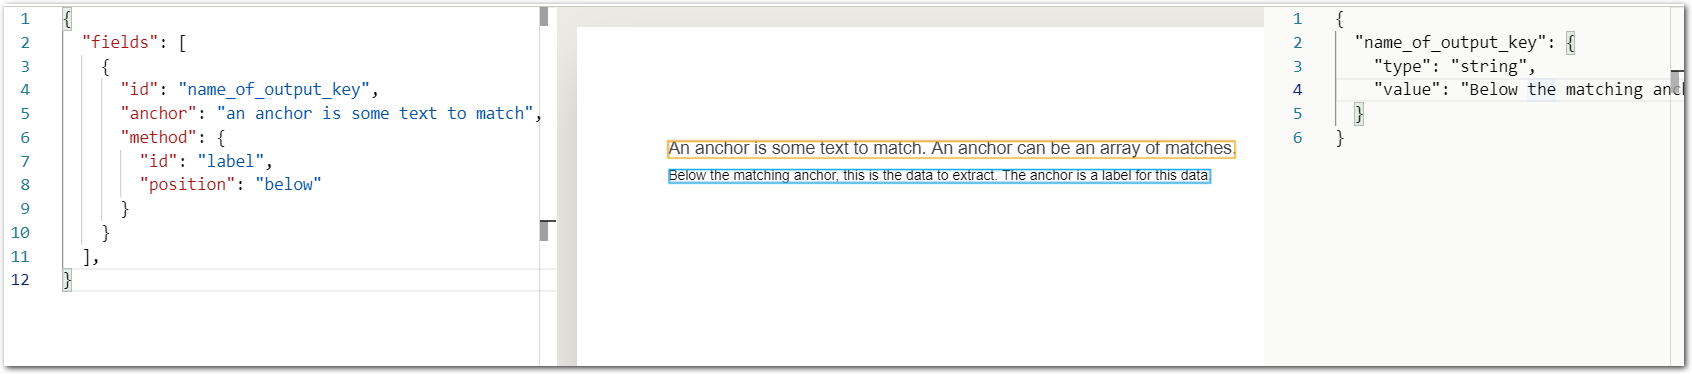 1 {
2 "fields": [
3 {
4 "id": "name_of_output_key",
5 "anchor": "an anchor is some text to match",
6 "method": {
7 "id": "label",
8 "position": "below"
9 }
10 }
11 ],
12 }
An anchor is some text to match. An anchor can be an array of matches.
Below the matching anchor, this is the data to extract. The anchor is a label for this data
1 {
2 "name_of_output_key": {
3 "type": "string",
4 "value": "Below the matching anch
5 }
6 }